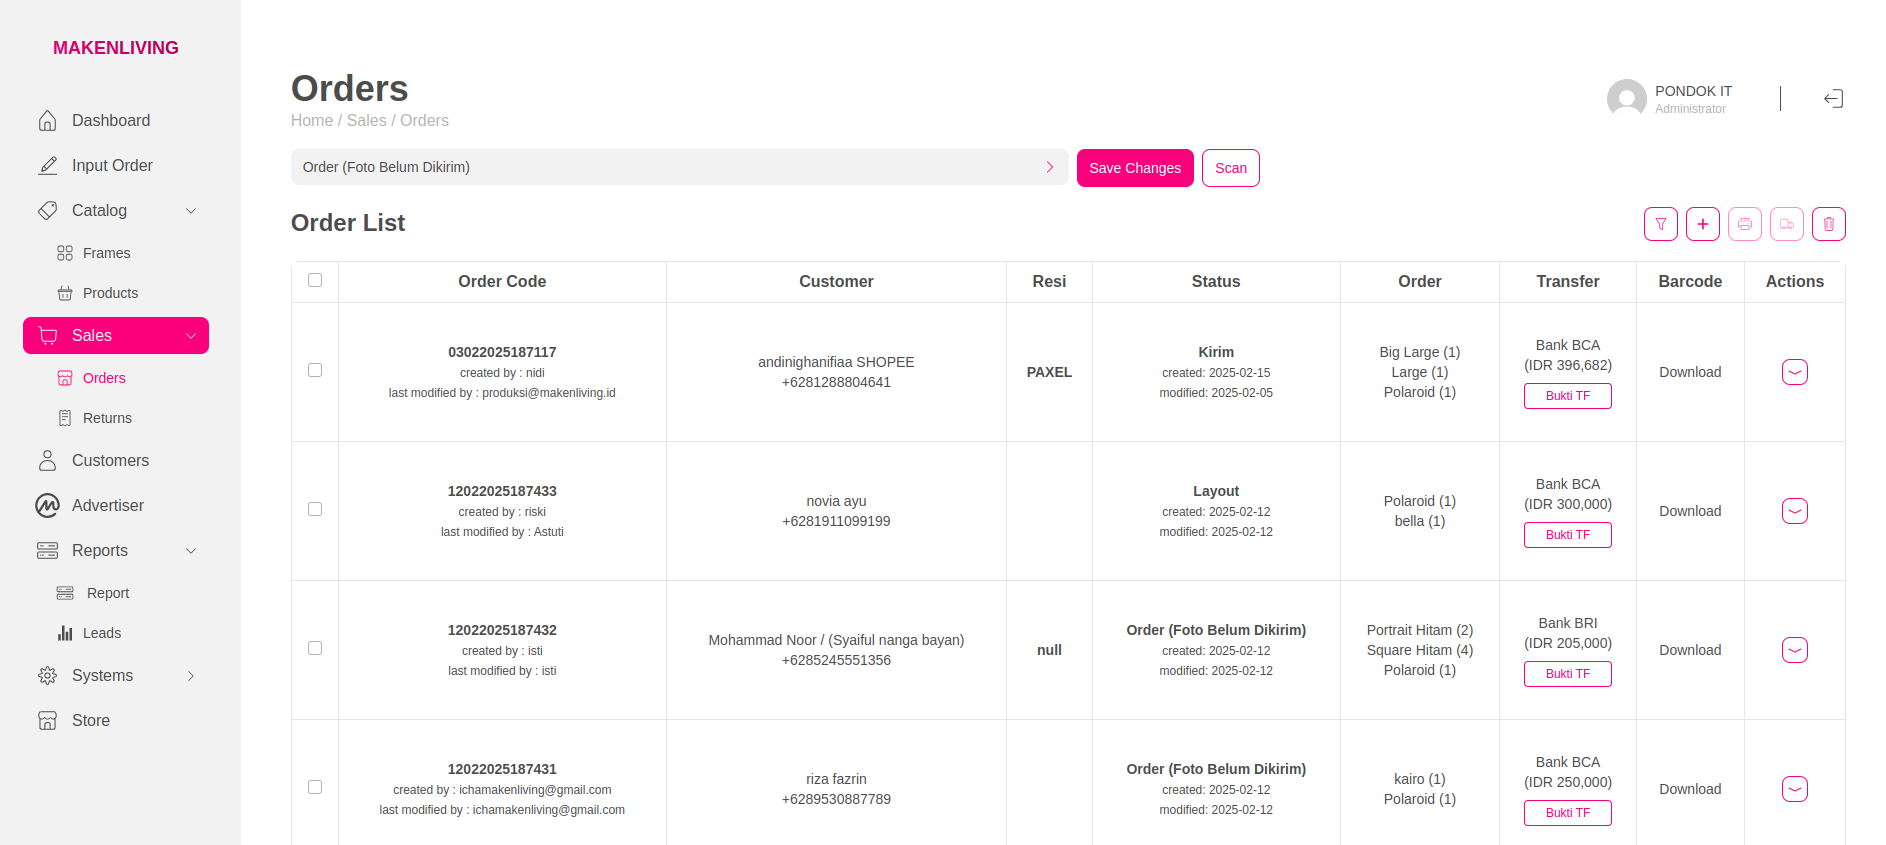 MAKENLIVING
Dashboard
Input Order
Catalog
Frames
Products
Sales
Orders
Returns
Customers
Advertiser
Reports
Report
Leads
Systems
Store
Orders
Home / Sales / Orders
PONDOK IT
Administrator
Order (Foto Belum Dikirim)
Save Changes
Scan
Order List
Order Code Customer Resi Status Order Transfer Barcode Actions
03022025187117
created by : nidi
last modified by : produksi@makenliving.id
andinighanifiaa SHOPEE
+6281288804641
PAXEL
Kirim
created: 2025-02-15
modified: 2025-02-05
Big Large (1)
Large (1)
Polaroid (1)
Bank BCA
(IDR 396,682)
Bukti TF
Download
12022025187433
created by : riski
last modified by : Astuti
novia ayu
+6281911099199
Layout
created: 2025-02-12
modified: 2025-02-12
Polaroid (1)
bella (1)
Bank BCA
(IDR 300,000)
Bukti TF
Download
12022025187432
created by : isti
last modified by : isti
Mohammad Noor / (Syaiful nanga bayan)
+6285245551356
null
Order (Foto Belum Dikirim)
created: 2025-02-12
modified: 2025-02-12
Portrait Hitam (2)
Square Hitam (4)
Polaroid (1)
Bank BRI
(IDR 205,000)
Bukti TF
Download
12022025187431
created by : ichamakenliving@gmail.com
last modified by : ichamakenliving@gmail.com
riza fazrin
+6289530887789
Order (Foto Belum Dikirim)
created: 2025-02-12
modified: 2025-02-12
kairo (1)
Polaroid (1)
Bank BCA
(IDR 250,000)
Bukti TF
Download